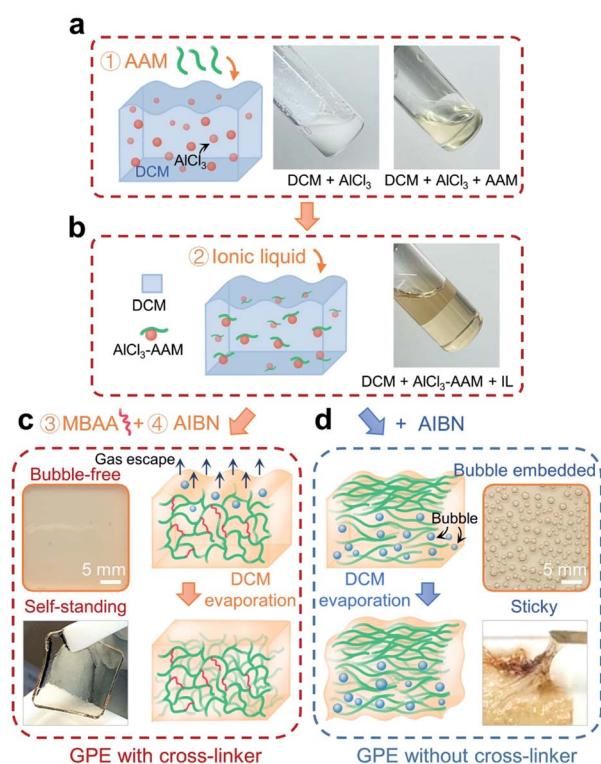 a
① AAM
AlCl₃
DCM
DCM + AlCl₃
DCM + AlCl₃ + AAM
b
② Ionic liquid
DCM
AlCl₃-AAM
DCM + AlCl₃-AAM + IL
c
③ MBAA + ④ AIBN
Gas escape
Bubble-free
5 mm
DCM
evaporation
Self-standing
GPE with cross-linker
d
+ AIBN
Bubble embedded
Bubble
5 mm
DCM
evaporation
Sticky
GPE without cross-linker